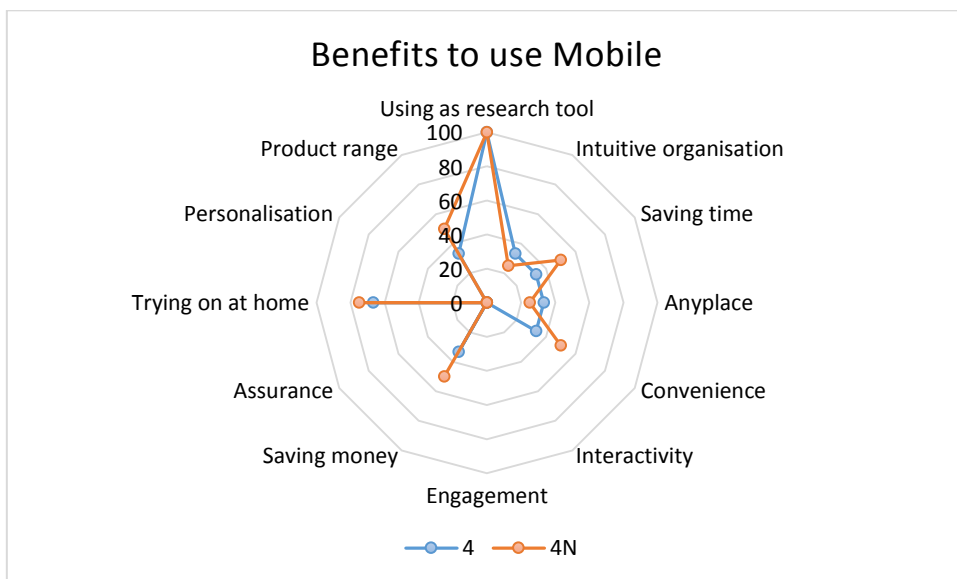 Benefits to use Mobile
Using as research tool
100
Product range
Intuitive organisation
80
Personalisation
60
Saving time
40
20
Trying on at home
0
Anyplace
Assurance
Convenience
Saving money
Interactivity
Engagement
4
4N